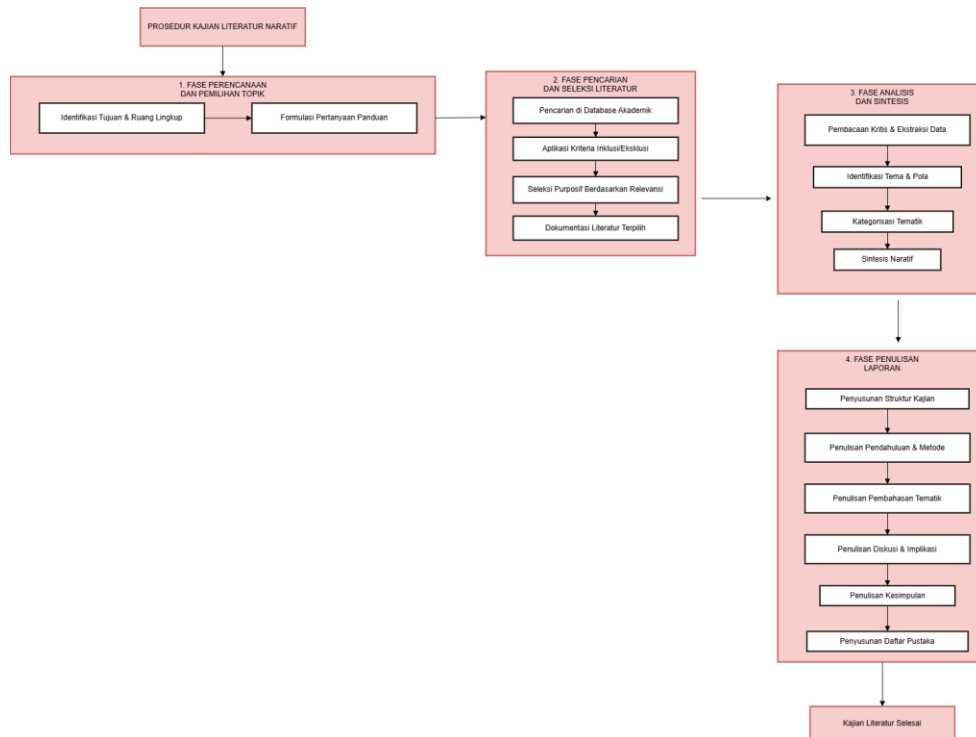 PROSEDUR KAJIAN LITERATUR NARATIF
1. FASE PERENCANAAN
DAN PEMILIHAN TOPIK
Identifikasi Tujuan & Ruang Lingkup
Formulasi Pertanyaan Panduan
2. FASE PENCARIAN
DAN SELEKSI LITERATUR
Pencarian di Database Akademik
Aplikasi Kriteria Inklusi/Eksklusi
Seleksi Purposif Berdasarkan Relevansi
Dokumentasi Literatur Terpilih
3. FASE ANALISIS
DAN SINTESIS
Pembacaan Kritis & Ekstraksi Data
Identifikasi Tema & Pola
Kategorisasi Tematik
Sintesis Naratif
4. FASE PENULISAN
LAPORAN
Penyusunan Struktur Kajian
Penulisan Pendahuluan & Metode
Penulisan Pembahasan Tematik
Penulisan Diskusi & Implikasi
Penulisan Kesimpulan
Penyusunan Daftar Pustaka
Kajian Literatur Selesai